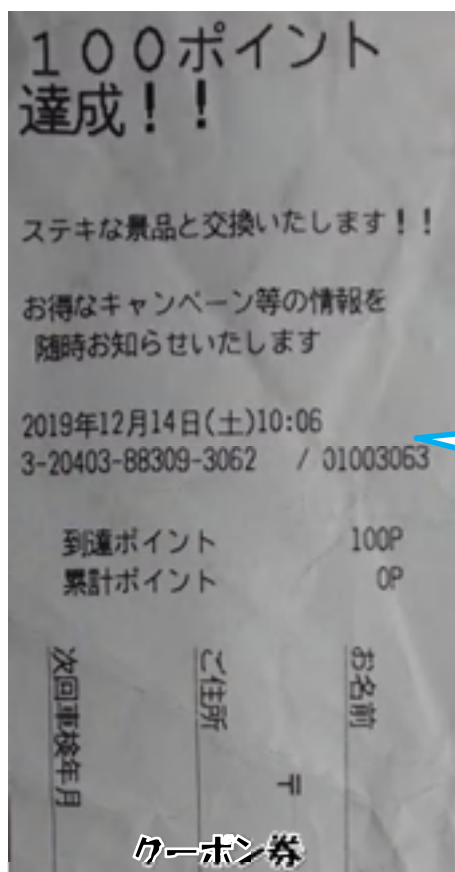 100ポイント
達成！！
ステキな景品と交換いたします！！
お得なキャンペーン等の情報を
随時お知らせいたします
2019年12月14日(土)10:06
3-20403-88309-3062 / 01003063
到達ポイント 100P
累計ポイント 0P
お名前
ご住所 〒
次回車検年月
クーポン券